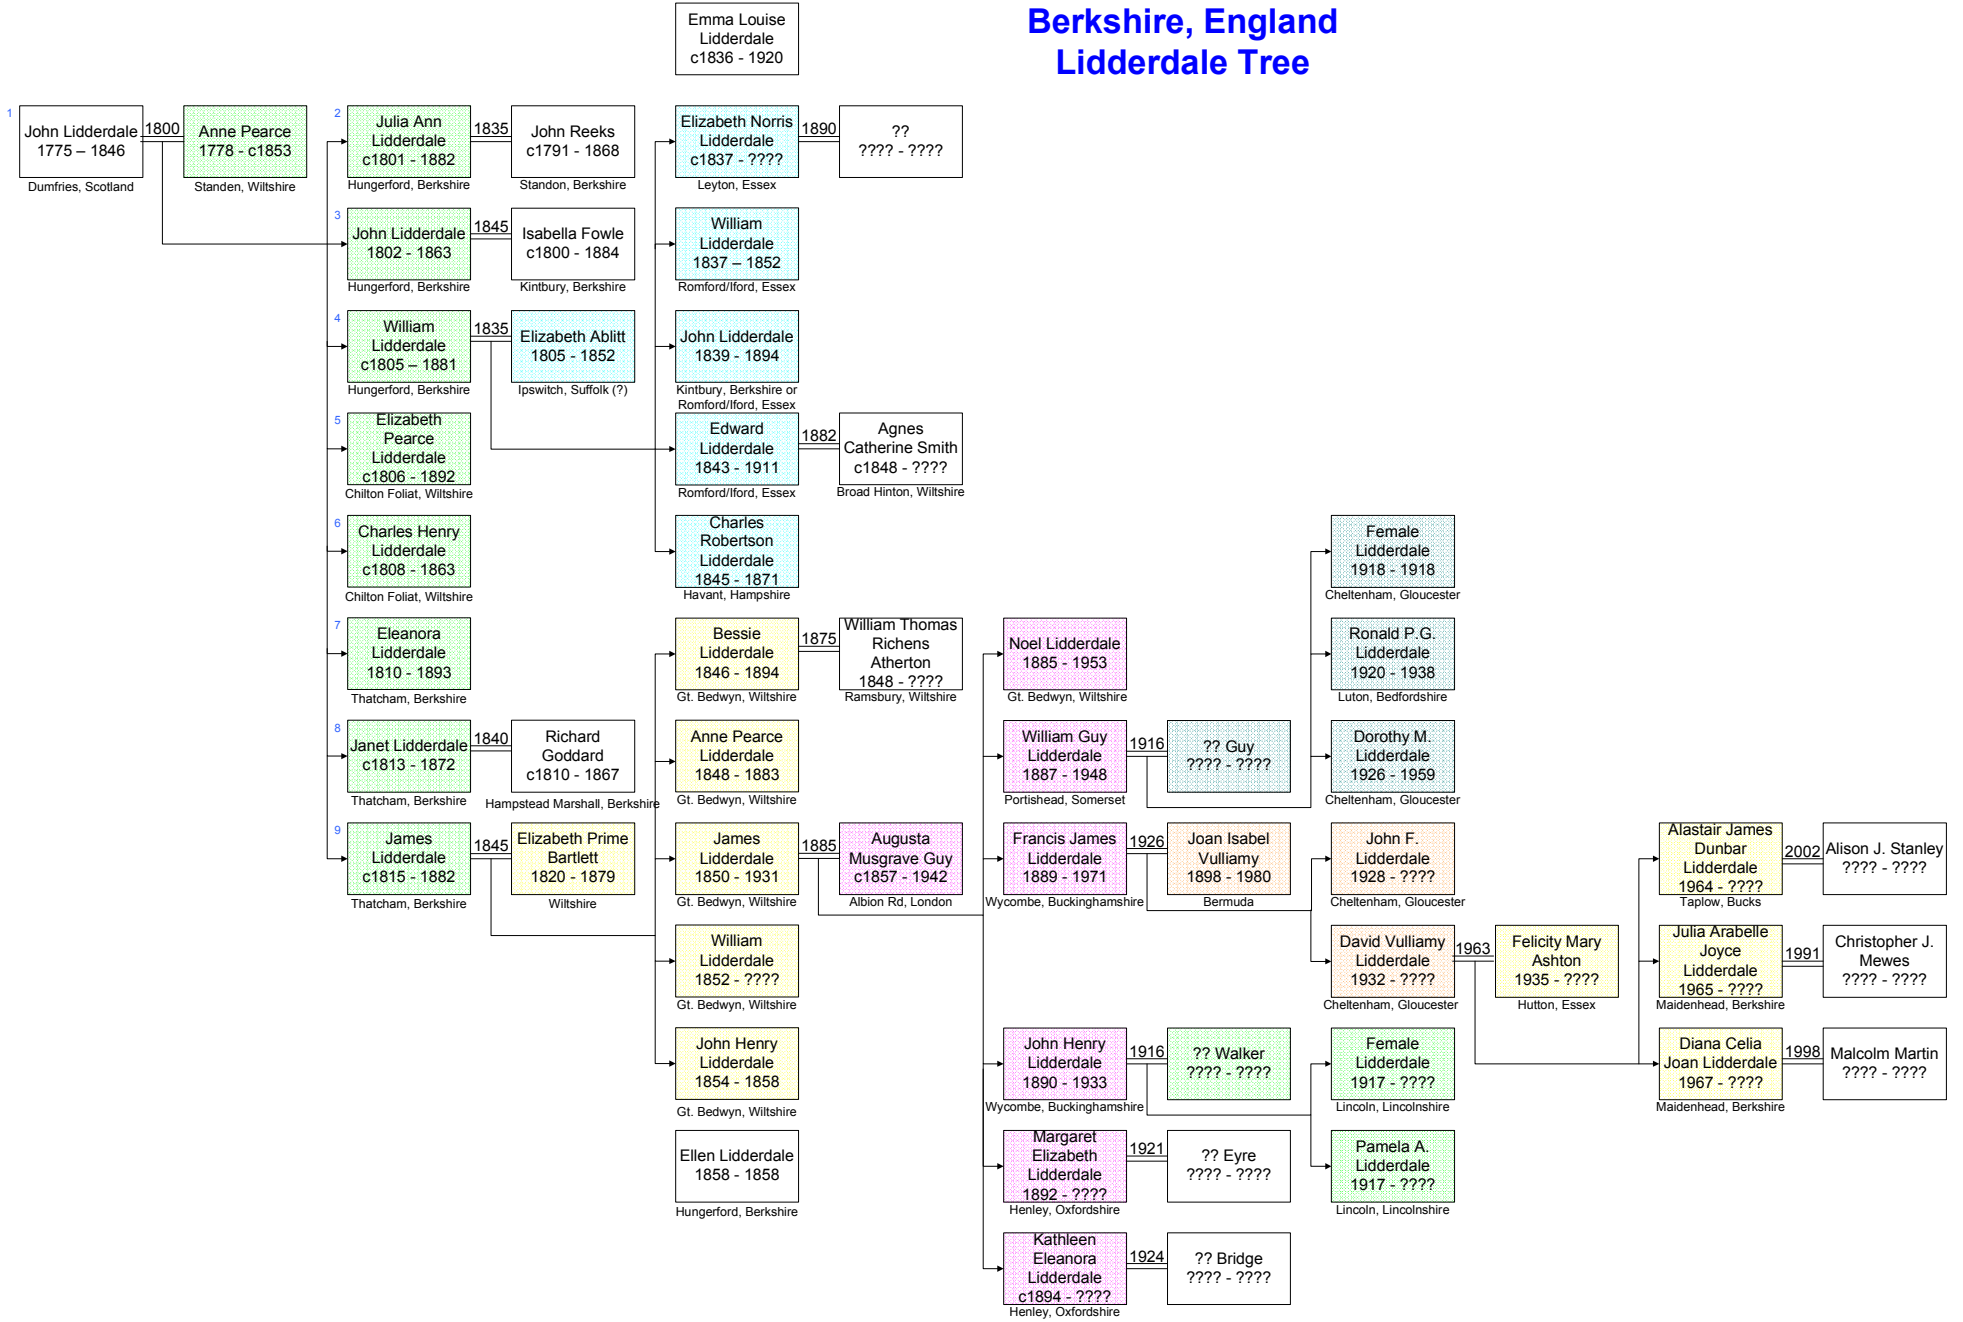 Berkshire, England
Lidderdale Tree
Emma Louise
Lidderdale
c1836 - 1920
1
John Lidderdale
1775 – 1846
Dumfries, Scotland
1800
Anne Pearce
1778 - c1853
Standen, Wiltshire
2
Julia Ann
Lidderdale
c1801 - 1882
Hungerford, Berkshire
1835
John Reeks
c1791 - 1868
Standon, Berkshire
Elizabeth Norris
Lidderdale
c1837 - ????
Leyton, Essex
1890
??
???? - ????
3
John Lidderdale
1802 - 1863
Hungerford, Berkshire
1845
Isabella Fowle
c1800 - 1884
Kintbury, Berkshire
William
Lidderdale
1837 – 1852
Romford/Iford, Essex
4
William
Lidderdale
c1805 – 1881
Hungerford, Berkshire
1835
Elizabeth Ablitt
1805 - 1852
Ipswitch, Suffolk (?)
John Lidderdale
1839 - 1894
Kintbury, Berkshire or
Romford/Iford, Essex
5
Elizabeth
Pearce
Lidderdale
c1806 - 1892
Chilton Foliat, Wiltshire
Edward
Lidderdale
1843 - 1911
Romford/Iford, Essex
1882
Agnes
Catherine Smith
c1848 - ????
Broad Hinton, Wiltshire
6
Charles Henry
Lidderdale
c1808 - 1863
Chilton Foliat, Wiltshire
Charles
Robertson
Lidderdale
1845 - 1871
Havant, Hampshire
Female
Lidderdale
1918 - 1918
Cheltenham, Gloucester
7
Eleanora
Lidderdale
1810 - 1893
Thatcham, Berkshire
Bessie
Lidderdale
1846 - 1894
Gt. Bedwyn, Wiltshire
1875
William Thomas
Richens
Atherton
1848 - ????
Ramsbury, Wiltshire
Noel Lidderdale
1885 - 1953
Gt. Bedwyn, Wiltshire
Ronald P.G.
Lidderdale
1920 - 1938
Luton, Bedfordshire
8
Janet Lidderdale
c1813 - 1872
Thatcham, Berkshire
1840
Richard
Goddard
c1810 - 1867
Hampstead Marshall, Berkshire
Anne Pearce
Lidderdale
1848 - 1883
Gt. Bedwyn, Wiltshire
William Guy
Lidderdale
1887 - 1948
Portishead, Somerset
1916
?? Guy
???? - ????
Dorothy M.
Lidderdale
1926 - 1959
Cheltenham, Gloucester
9
James
Lidderdale
c1815 - 1882
Thatcham, Berkshire
1845
Elizabeth Prime
Bartlett
1820 - 1879
Wiltshire
James
Lidderdale
1850 - 1931
Gt. Bedwyn, Wiltshire
1885
Augusta
Musgrave Guy
c1857 - 1942
Albion Rd, London
Francis James
Lidderdale
1889 - 1971
Wycombe, Buckinghamshire
1926
Joan Isabel
Vulliamy
1898 - 1980
Bermuda
John F.
Lidderdale
1928 - ????
Cheltenham, Gloucester
Alastair James
Dunbar
Lidderdale
1964 - ????
Taplow, Bucks
2002
Alison J. Stanley
???? - ????
William
Lidderdale
1852 - ????
Gt. Bedwyn, Wiltshire
David Vulliamy
Lidderdale
1932 - ????
Cheltenham, Gloucester
1963
Felicity Mary
Ashton
1935 - ????
Hutton, Essex
Julia Arabelle
Joyce
Lidderdale
1965 - ????
Maidenhead, Berkshire
1991
Christopher J.
Mewes
???? - ????
John Henry
Lidderdale
1854 - 1858
Gt. Bedwyn, Wiltshire
John Henry
Lidderdale
1890 - 1933
Wycombe, Buckinghamshire
1916
?? Walker
???? - ????
Female
Lidderdale
1917 - ????
Lincoln, Lincolnshire
Diana Celia
Joan Lidderdale
1967 - ????
Maidenhead, Berkshire
1998
Malcolm Martin
???? - ????
Ellen Lidderdale
1858 - 1858
Hungerford, Berkshire
Margaret
Elizabeth
Lidderdale
1892 - ????
Henley, Oxfordshire
1921
?? Eyre
???? - ????
Pamela A.
Lidderdale
1917 - ????
Lincoln, Lincolnshire
Kathleen
Eleanora
Lidderdale
c1894 - ????
Henley, Oxfordshire
1924
?? Bridge
???? - ????